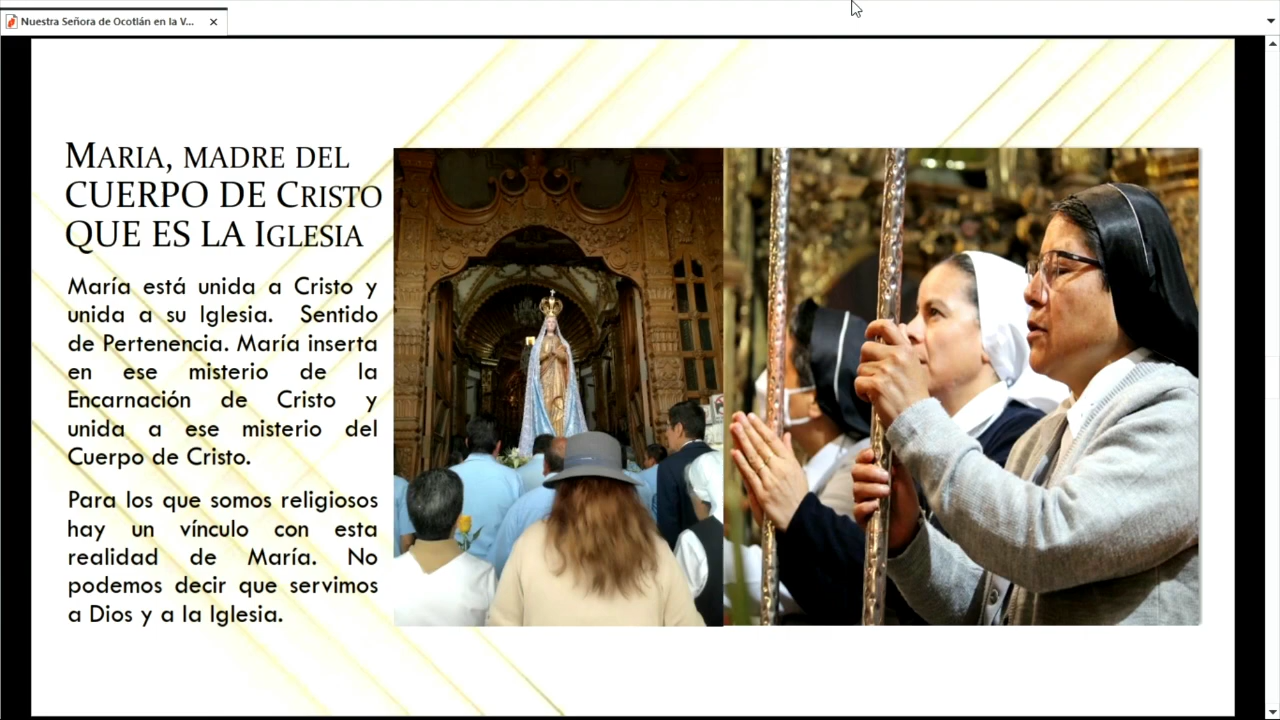 Nuestra Señora de Ocotlán en la V...
MARIA, MADRE DEL
CUERPO DE CRISTO
QUE ES LA IGLESIA
María está unida a Cristo y
unida a su Iglesia. Sentido
de Pertenencia. María inserta
en ese misterio de la
Encarnación de Cristo y
unida a ese misterio del
Cuerpo de Cristo.
Para los que somos religiosos
hay un vínculo con esta
realidad de María. No
podemos decir que servimos
a Dios y a la Iglesia.